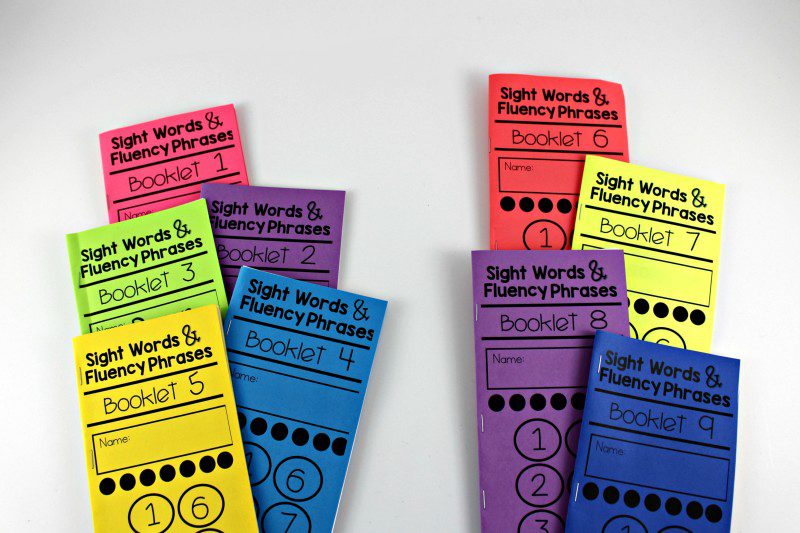 Sight Words &
Fluency Phrases
Booklet 1
Name:
Sight Words &
Fluency Phrases
Booklet 2
Sight Words &
Fluency Phrases
Booklet 3
Sight Words &
Fluency Phrases
Booklet 4
Name:
6
7
Sight Words &
Fluency Phrases
Booklet 5
Name:
1 6
Sight Words &
Fluency Phrases
Booklet 6
Name:
1
Sight Words &
Fluency Phrases
Booklet 7
6
Sight Words &
Fluency Phrases
Booklet 8
Name:
1
2
3
Sight Words &
Fluency Phrases
Booklet 9
Name:
1 6